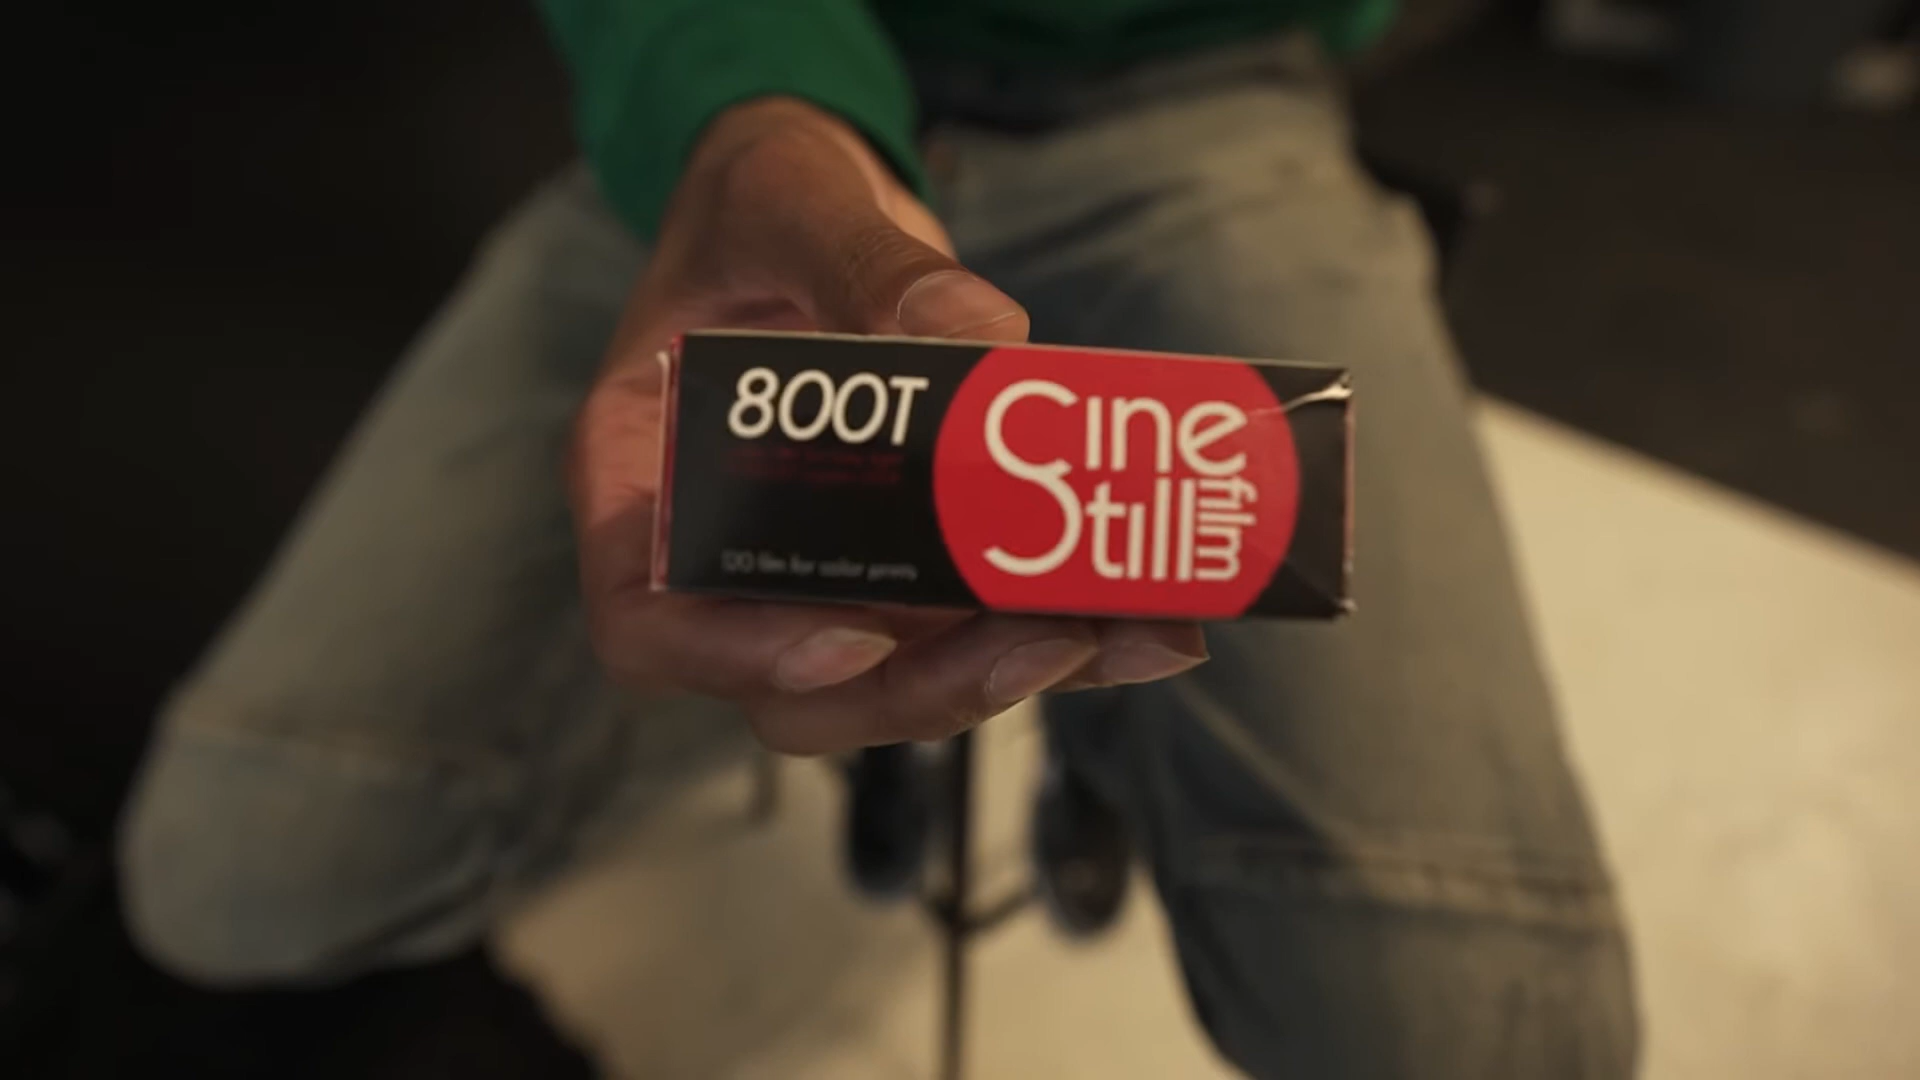 800T
Cine
Still
film
120 film for color prints